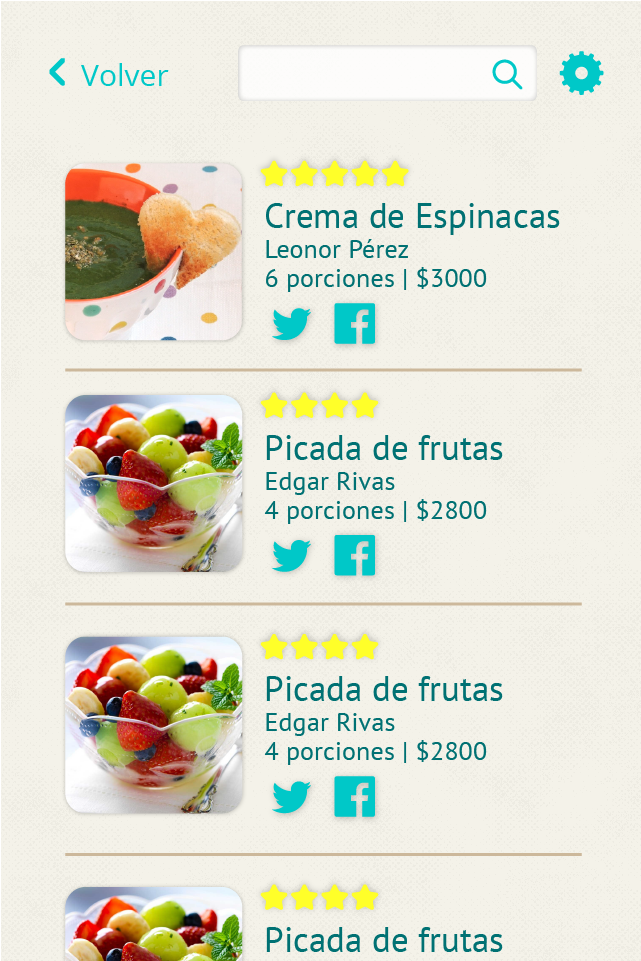 Volver
Crema de Espinacas
Leonor Pérez
6 porciones | $3000
Picada de frutas
Edgar Rivas
4 porciones | $2800
Picada de frutas
Edgar Rivas
4 porciones | $2800
Picada de frutas